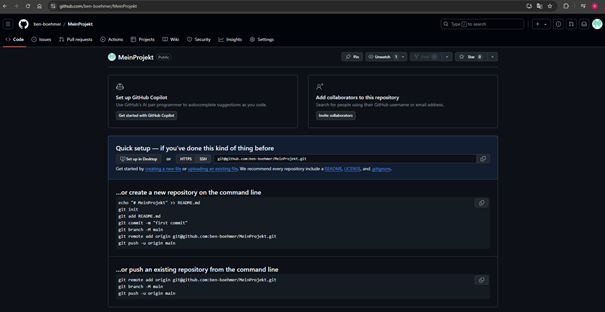 github.com/ben-boehmer/MeinProjekt
ben-boehmer / MeinProjekt
Type / to search
Code Issues Pull requests Actions Projects Wiki Security Insights Settings
MeinProjekt Public
Pin Unwatch 1 Fork 0 Star 0
Set up GitHub Copilot
Use GitHub's AI pair programmer to autocomplete suggestions as you code.
Get started with GitHub Copilot
Add collaborators to this repository
Search for people using their GitHub username or email address.
Invite collaborators
Quick setup — if you've done this kind of thing before
Set up in Desktop or HTTPS SSH git@github.com:ben-boehmer/MeinProjekt.git
Get started by creating a new file or uploading an existing file. We recommend every repository include a README, LICENSE, and .gitignore.
...or create a new repository on the command line
echo "# MeinProjekt" >> README.md
git init
git add README.md
git commit -m "first commit"
git branch -M main
git remote add origin git@github.com:ben-boehmer/MeinProjekt.git
git push -u origin main
...or push an existing repository from the command line
git remote add origin git@github.com:ben-boehmer/MeinProjekt.git
git branch -M main
git push -u origin main